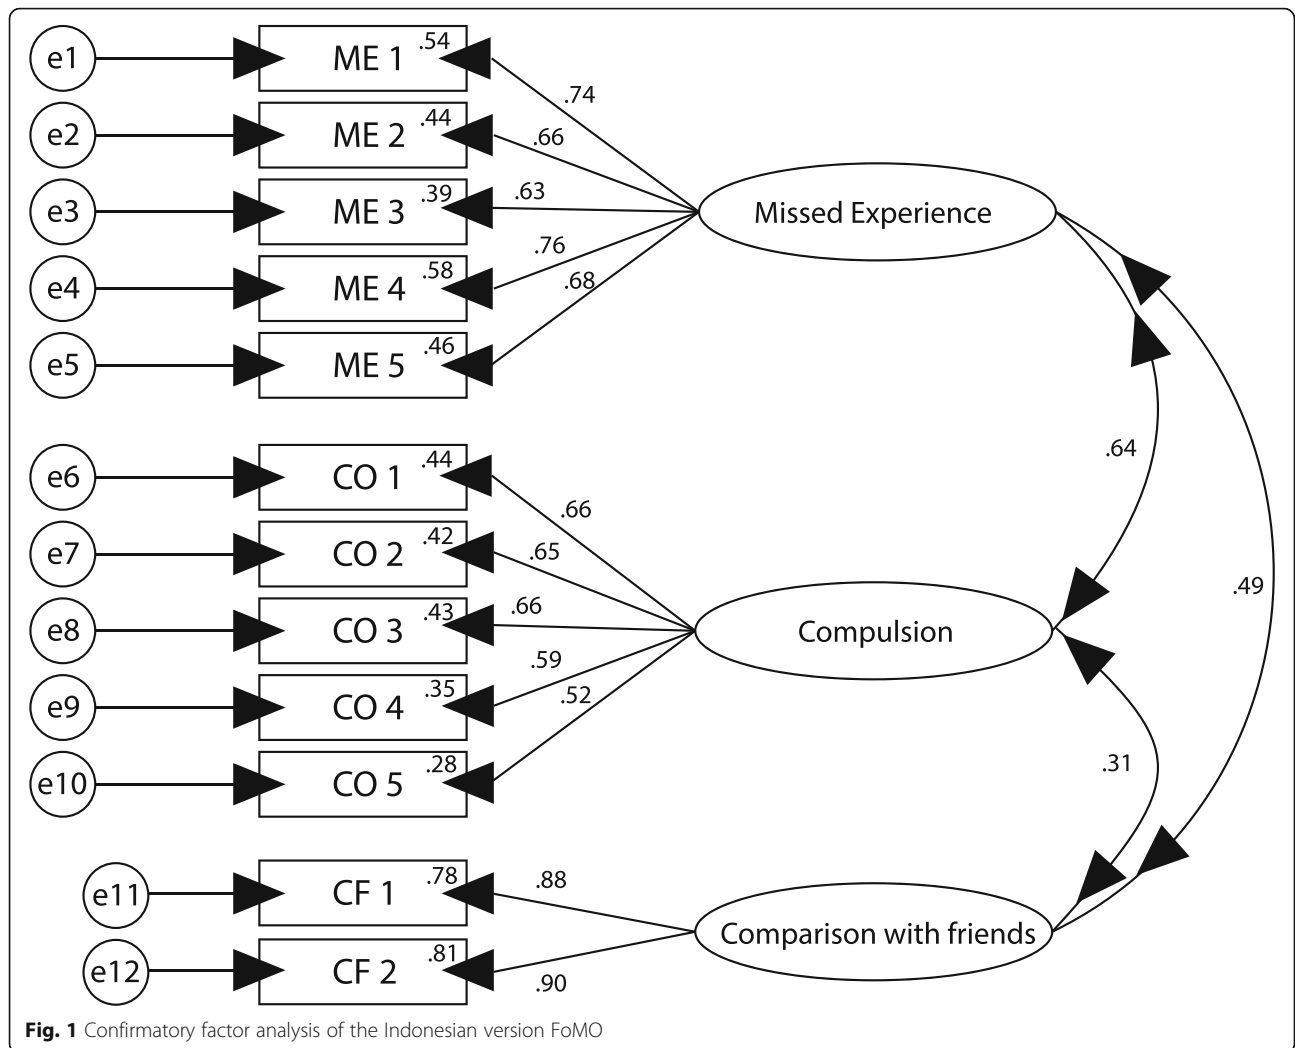 e1 ME 1 .54 .74
e2 ME 2 .44 .66
e3 ME 3 .39 .63
Missed Experience
e4 ME 4 .58 .76
e5 ME 5 .46 .68
.64
e6 CO 1 .44 .66
e7 CO 2 .42 .65
.49
e8 CO 3 .43 .66
Compulsion
e9 CO 4 .35 .59
e10 CO 5 .28 .52
.31
e11 CF 1 .78 .88
Comparison with friends
e12 CF 2 .81 .90
Fig. 1 Confirmatory factor analysis of the Indonesian version FoMO